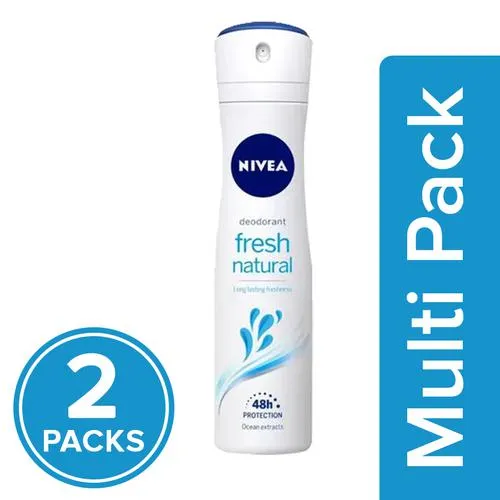 NIVEA
deodorant
fresh
natural
Long lasting freshness
48h
PROTECTION
Ocean extracts
2
PACKS
Multi Pack